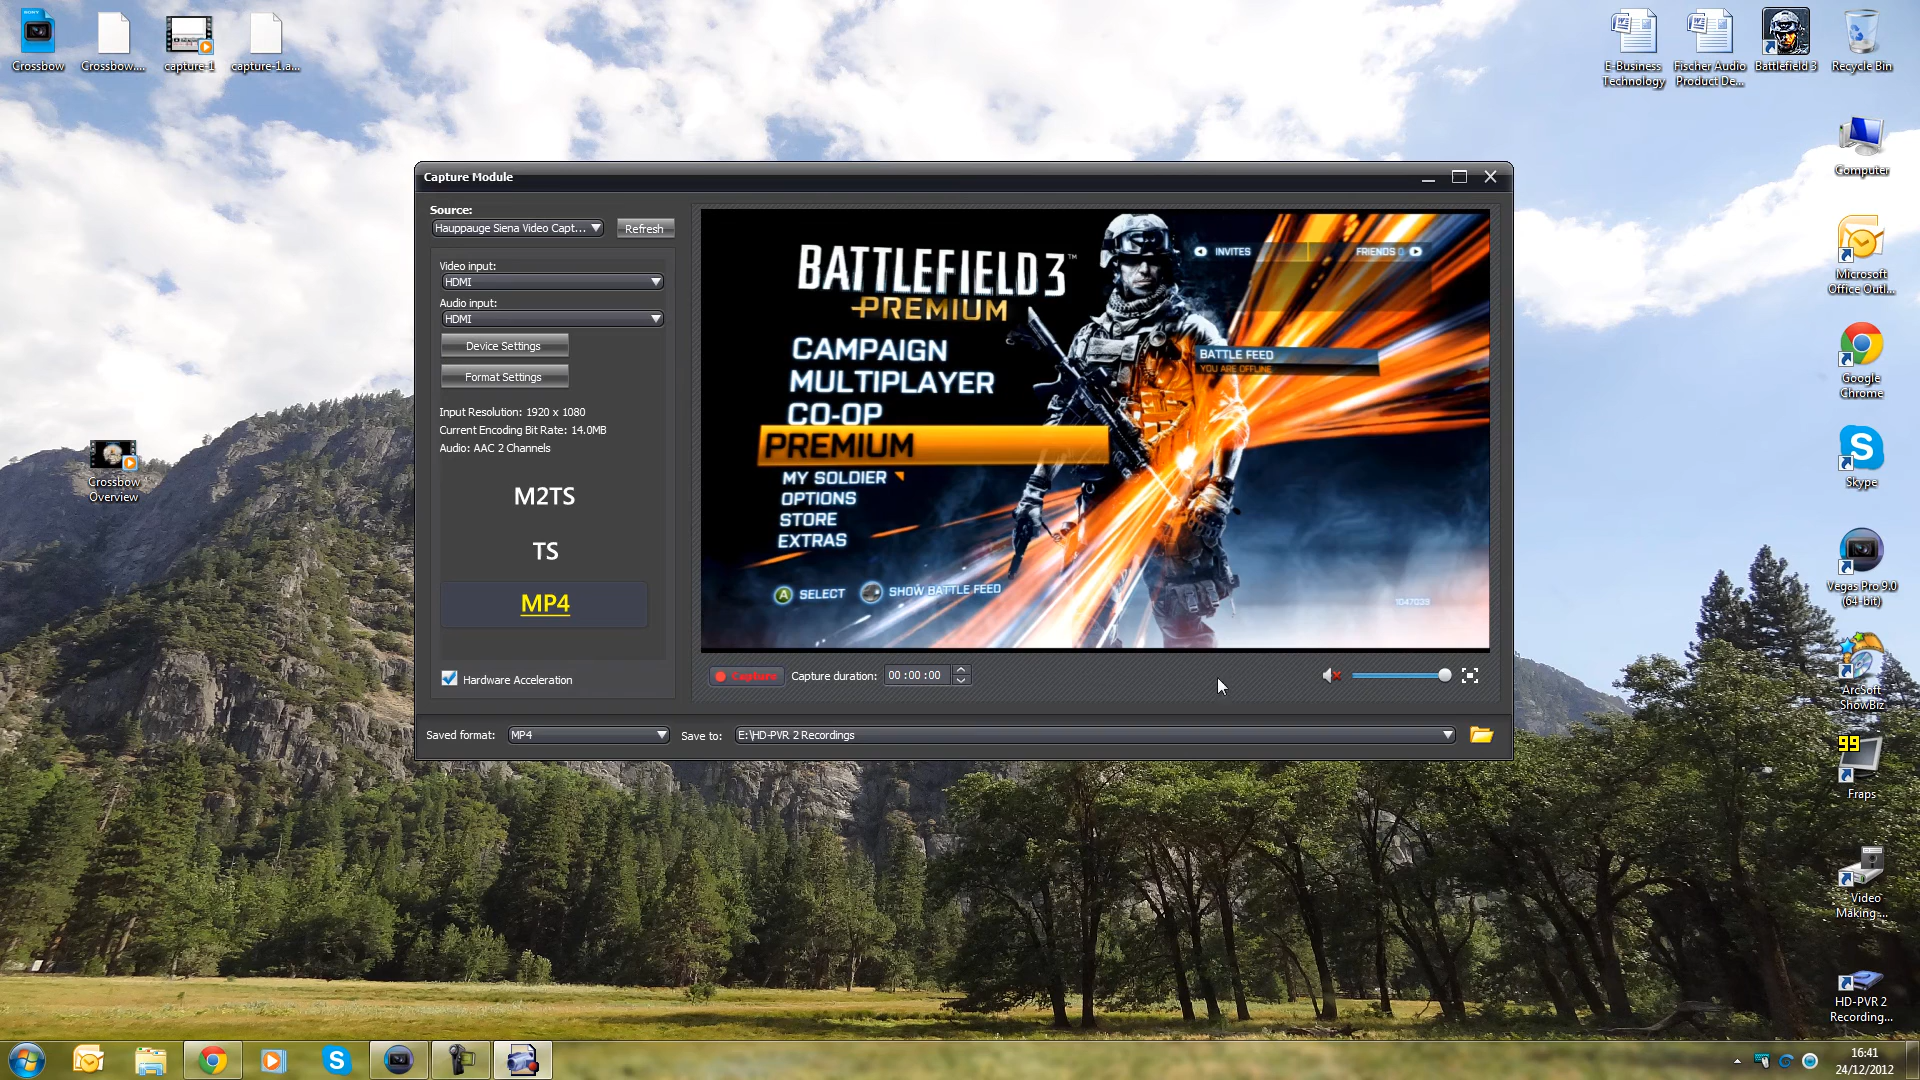 SONY
Crossbow
Crossbow....
capture-1
capture-1.a...
E-Business
Technology
Fischer Audio
Product De...
Battlefield 3
Recycle Bin
Computer
Microsoft
Office Outl...
Google
Chrome
Skype
Vegas Pro 9.0
(64-bit)
ArcSoft
ShowBiz
99
Fraps
Video
Making ...
HD-PVR 2
Recording...
Crossbow
Overview
Capture Module
Source:
Hauppauge Siena Video Capt...
Refresh
Video input:
HDMI
Audio input:
HDMI
Device Settings
Format Settings
Input Resolution: 1920 x 1080
Current Encoding Bit Rate: 14.0MB
Audio: AAC 2 Channels
M2TS
TS
MP4
Hardware Acceleration
BATTLEFIELD 3™
+PREMIUM
INVITES
FRIENDS 0
BATTLE FEED
YOU ARE OFFLINE
CAMPAIGN
MULTIPLAYER
CO-OP
PREMIUM
MY SOLDIER
OPTIONS
STORE
EXTRAS
A SELECT
SHOW BATTLE FEED
1047039
Capture
Capture duration:
00 :00 :00
Saved format:
MP4
Save to:
E:\HD-PVR 2 Recordings
16:41
24/12/2012